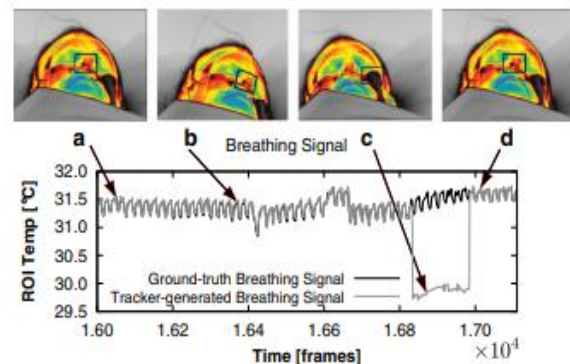 a b c d
Breathing Signal
32.0
31.5
31.0
30.5
30.0
29.5
ROI Temp [°C]
Ground-truth Breathing Signal
Tracker-generated Breathing Signal
1.60 1.62 1.64 1.66 1.68 1.70
×10⁴
Time [frames]